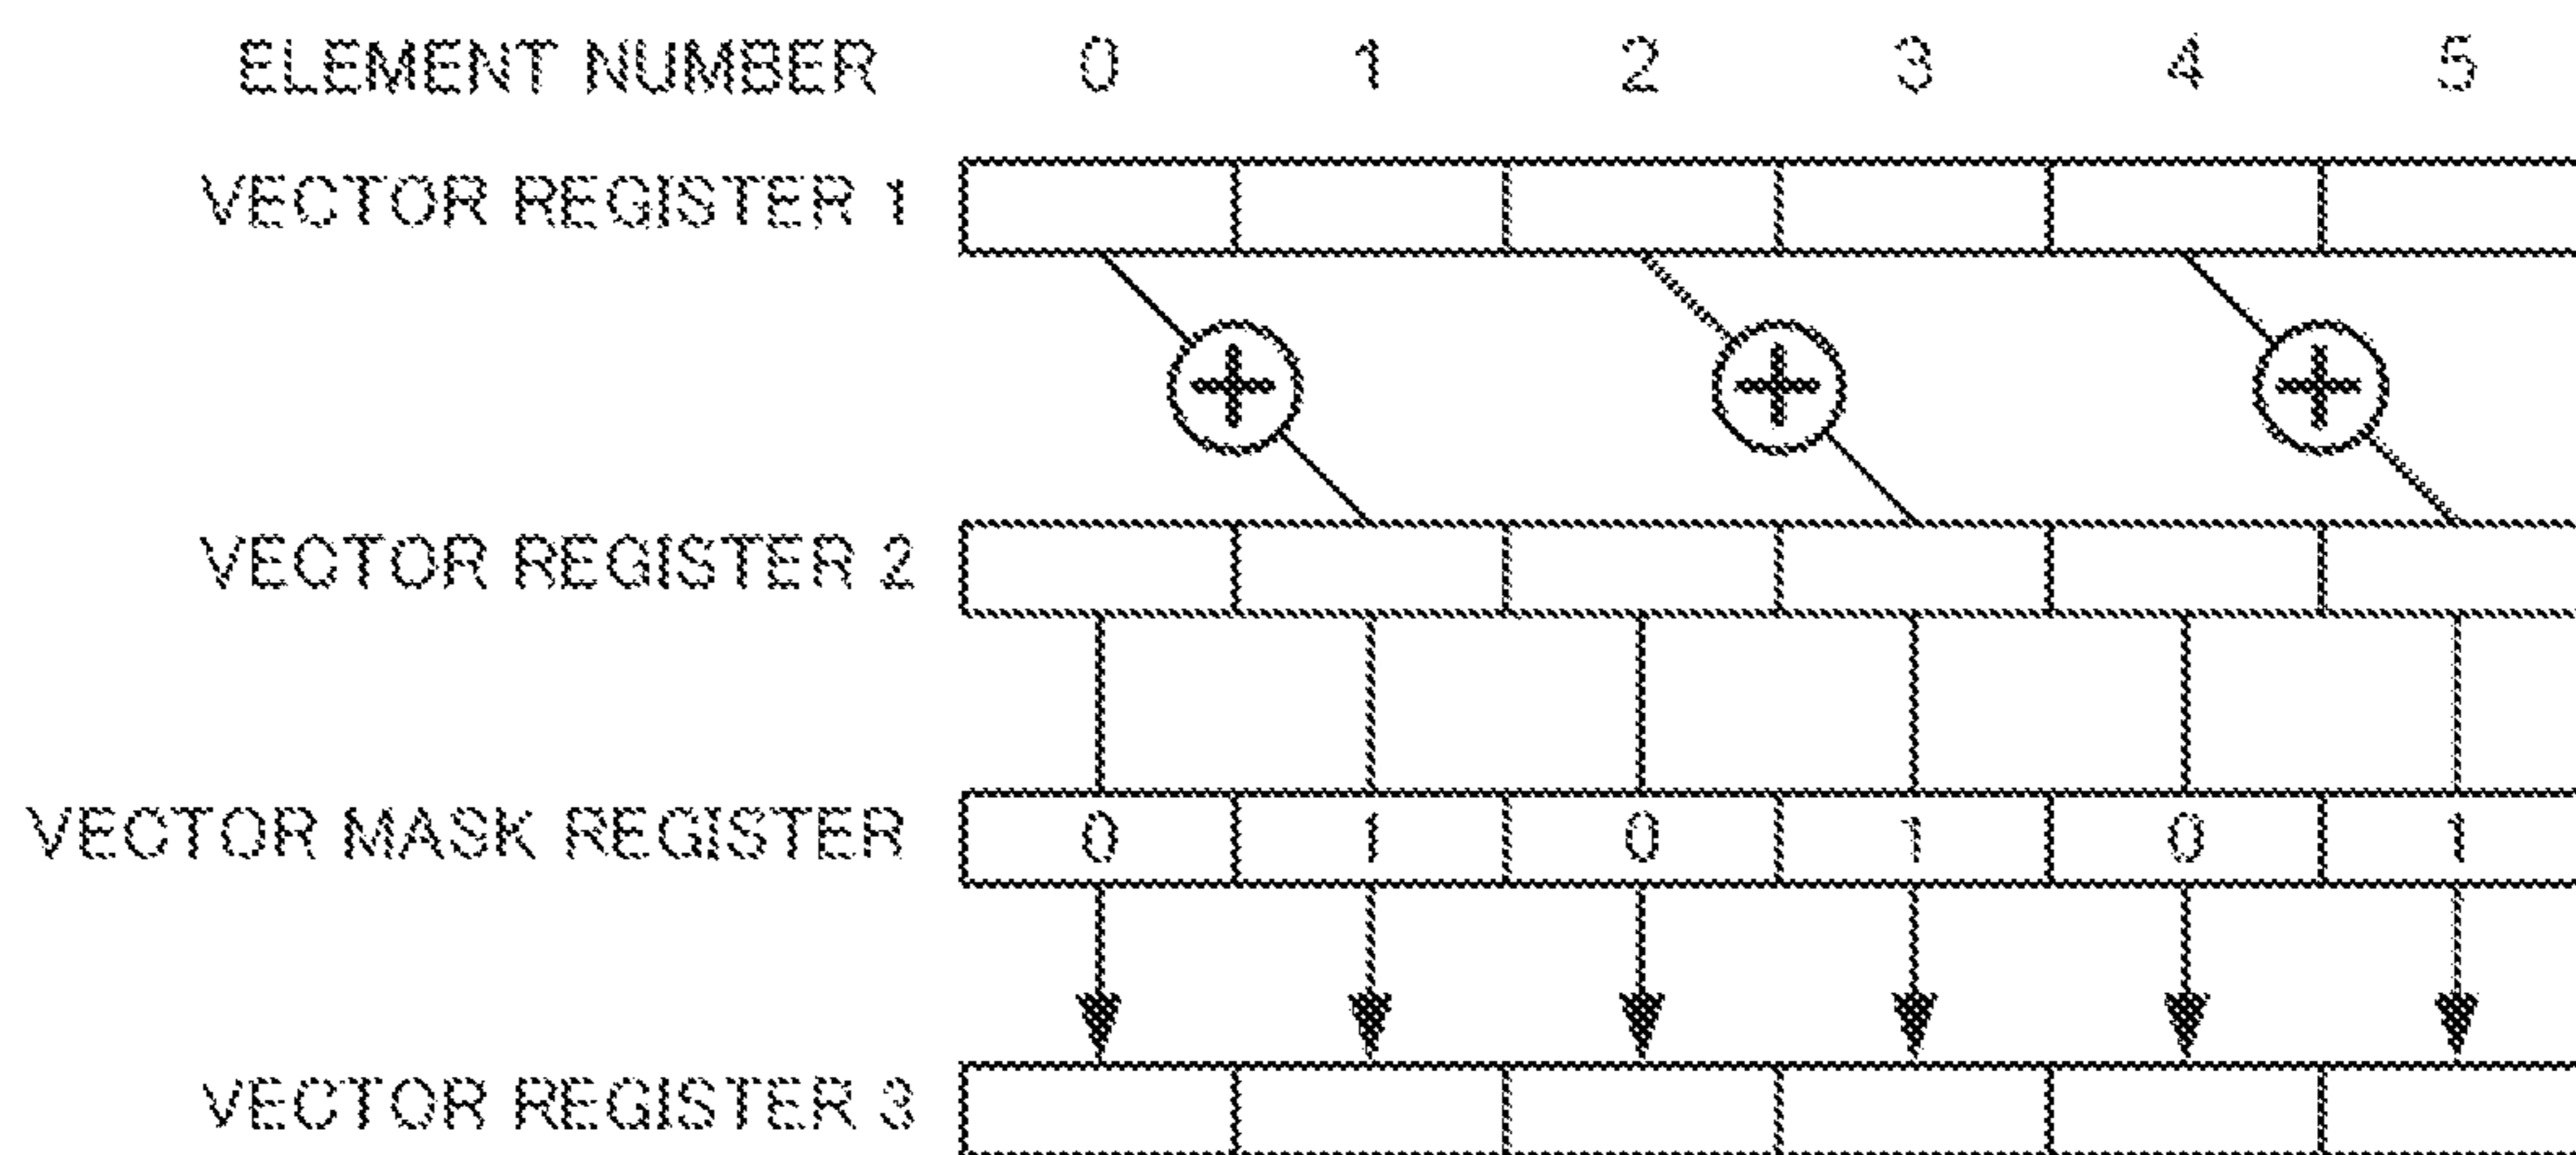 ELEMENT NUMBER 0 1 2 3 4 5
VECTOR REGISTER 1
+ + +
VECTOR REGISTER 2
VECTOR MASK REGISTER 0 1 0 1 0 1
VECTOR REGISTER 3